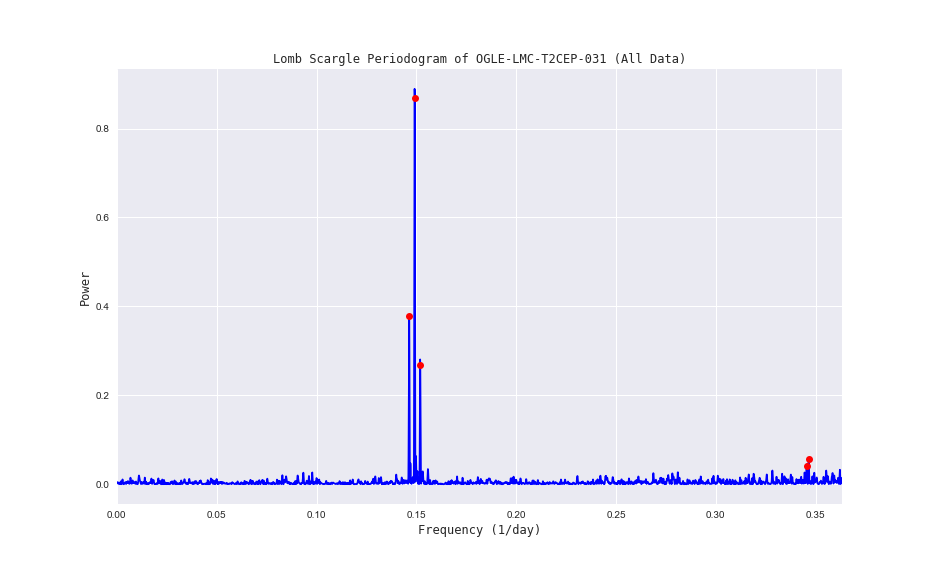 Lomb Scargle Periodogram of OGLE-LMC-T2CEP-031 (All Data)
0.8
0.6
0.4
0.2
0.0
Power
0.00 0.05 0.10 0.15 0.20 0.25 0.30 0.35
Frequency (1/day)